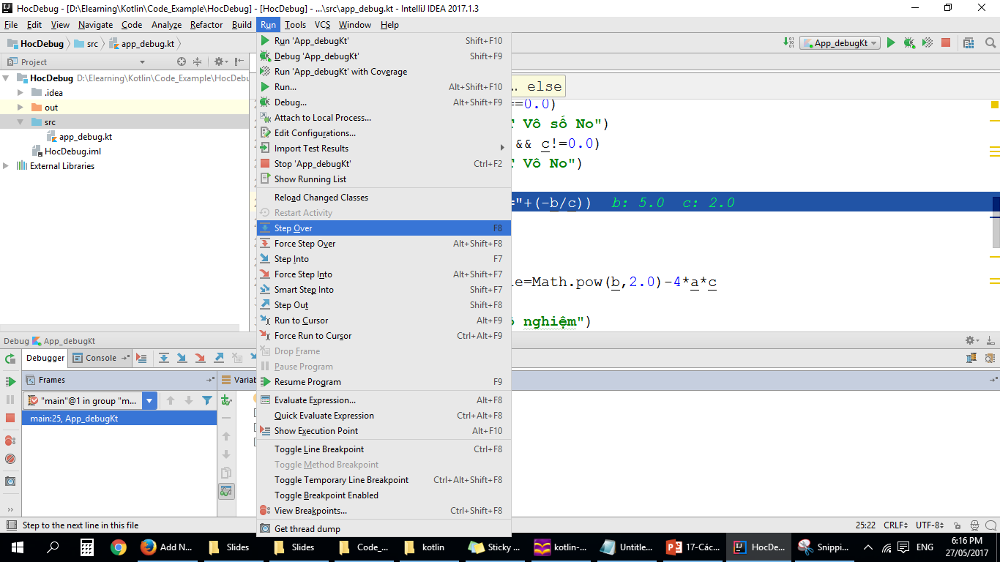 HocDebug - [D:\Elearning\Kotlin\Code_Example\HocDebug] - [HocDebug] - ...\src\app_debug.kt - IntelliJ IDEA 2017.1.3
File Edit View Navigate Code Analyze Refactor Build Run Tools VCS Window Help
HocDebug src app_debug.kt
App_debugKt
Project
HocDebug D:\Elearning\Kotlin\Code_Example\HocDebu
.idea
out
src
app_debug.kt
HocDebug.iml
External Libraries
Run 'App_debugKt' Shift+F10
Debug 'App_debugKt' Shift+F9
Run 'App_debugKt' with Coverage
Run... Alt+Shift+F10
Debug... Alt+Shift+F9
Attach to Local Process...
Edit Configurations...
Import Test Results
Stop 'App_debugKt' Ctrl+F2
Show Running List
Reload Changed Classes
Restart Activity
Step Over F8
Force Step Over Alt+Shift+F8
Step Into F7
Force Step Into Alt+Shift+F7
Smart Step Into Shift+F7
Step Out Shift+F8
Run to Cursor Alt+F9
Force Run to Cursor Ctrl+Alt+F9
Drop Frame
Pause Program
Resume Program F9
Evaluate Expression... Alt+F8
Quick Evaluate Expression Ctrl+Alt+F8
Show Execution Point Alt+F10
Toggle Line Breakpoint Ctrl+F8
Toggle Method Breakpoint
Toggle Temporary Line Breakpoint Ctrl+Alt+Shift+F8
Toggle Breakpoint Enabled
View Breakpoints... Ctrl+Shift+F8
Get thread dump
… else
==0.0)
Vô số No")
&& c!=0.0)
Vô No")
="+(-b/c)) b: 5.0 c: 2.0
=Math.pow(b,2.0)-4*a*c
nghiệm")
Debug App_debugKt
Debugger Console
Frames Variab
"main"@1 in group "m...
main:25, App_debugKt
Step to the next line in this file 25:22 CRLF UTF-8
Add N... Slides Slides Code_... kotlin Sticky ... kotlin-... Untitle... 17-Các... HocDe... Snippi... ENG 6:16 PM
27/05/2017